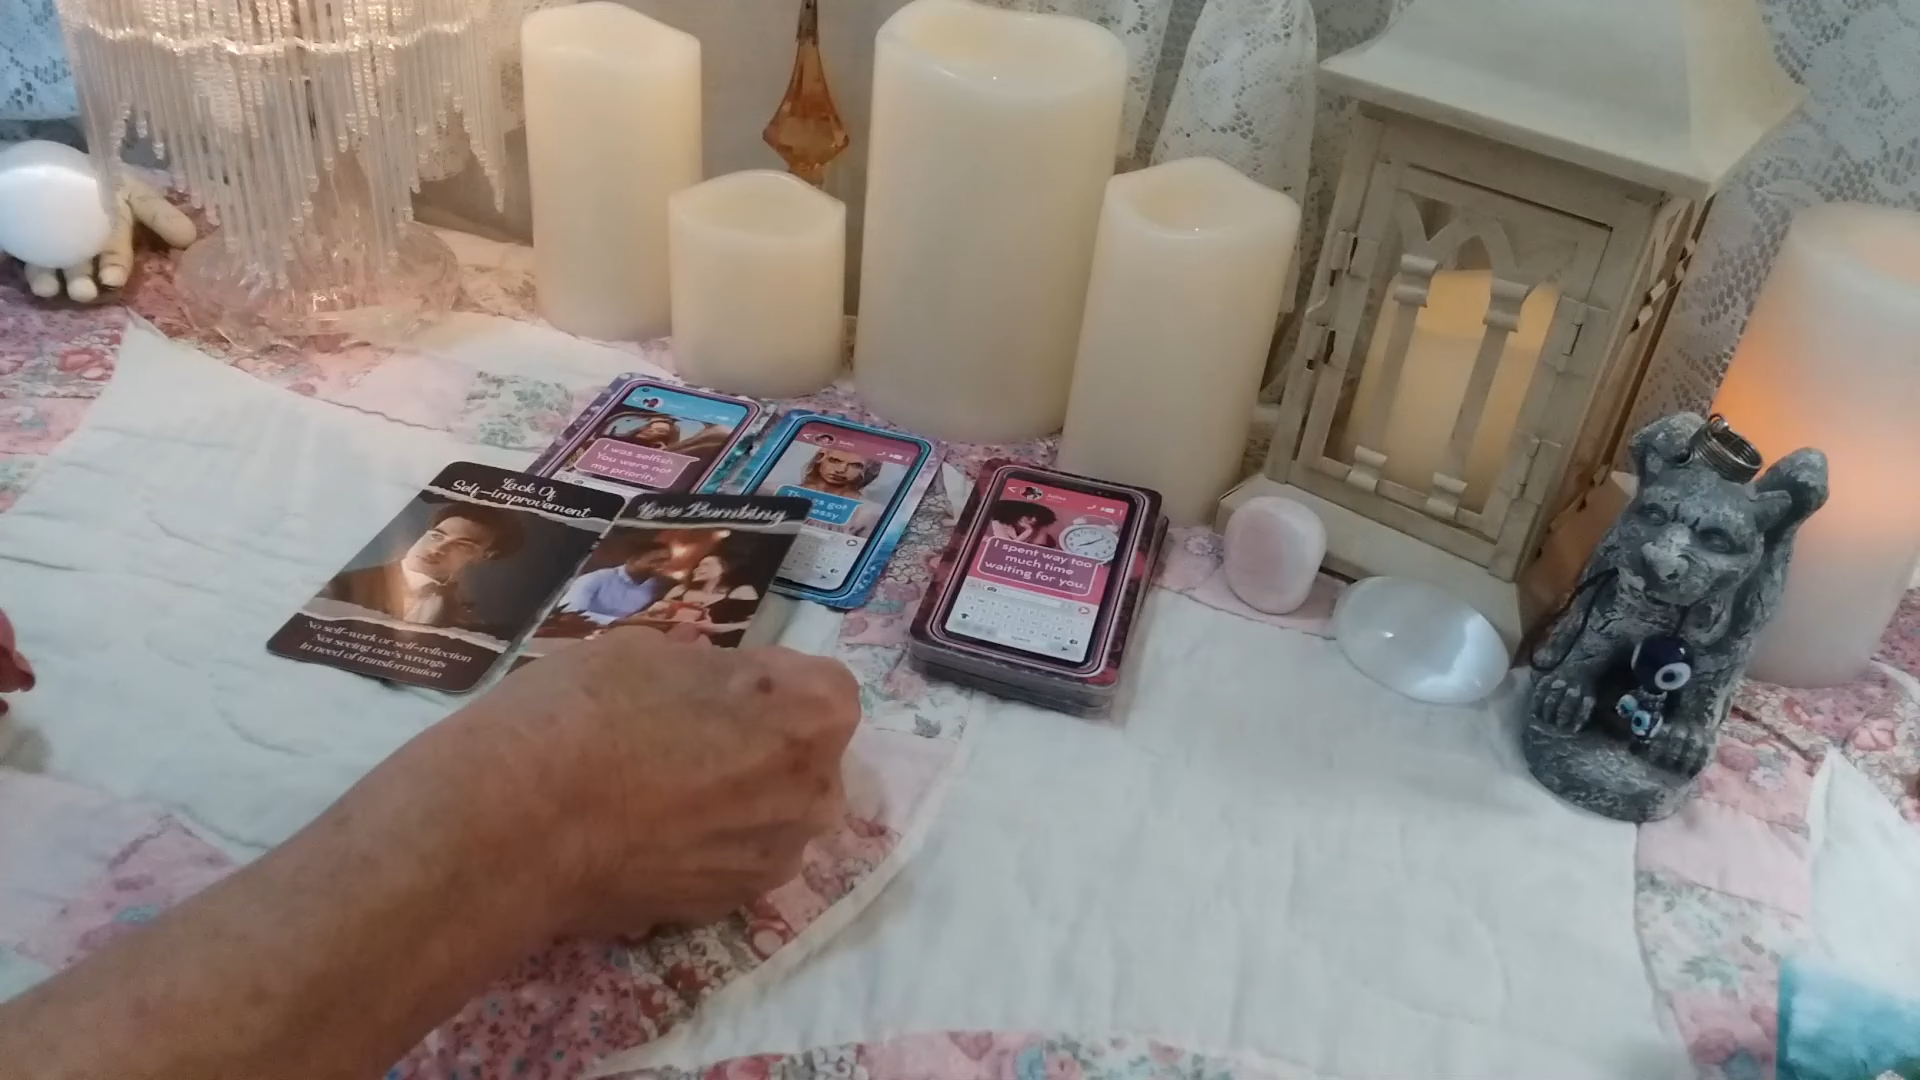 I was selfish.
You were not
my priority.
Lack Of
Self-improvement
No self-work or self-reflection
Not seeing one's wrongs
In need of transformation
Love Bombing
got
I spent way too
much time
waiting for you.